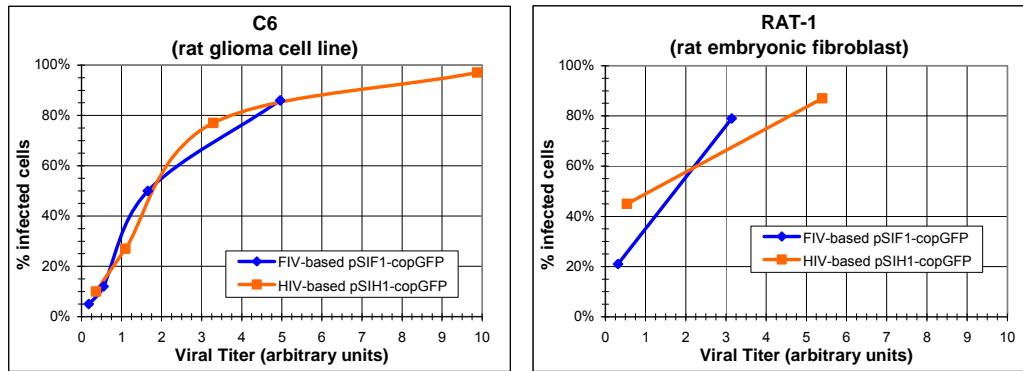 C6
(rat glioma cell line)
100%
80%
60%
40%
20%
0%
% infected cells
FIV-based pSIF1-copGFP
HIV-based pSIH1-copGFP
0 1 2 3 4 5 6 7 8 9 10
Viral Titer (arbitrary units)
RAT-1
(rat embryonic fibroblast)
100%
80%
60%
40%
20%
0%
% infected cells
FIV-based pSIF1-copGFP
HIV-based pSIH1-copGFP
0 1 2 3 4 5 6 7 8 9 10
Viral Titer (arbitrary units)